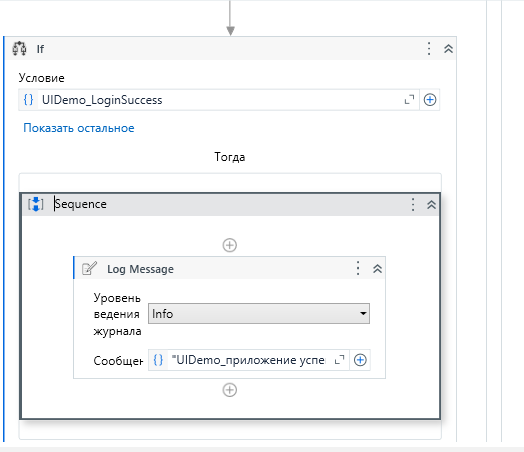 If
Условие
UIDemo_LoginSuccess
Показать остальное
Тогда
Sequence
Log Message
Уровень
ведения
журнала
Info
Сообщен
"UIDemo_приложение успе